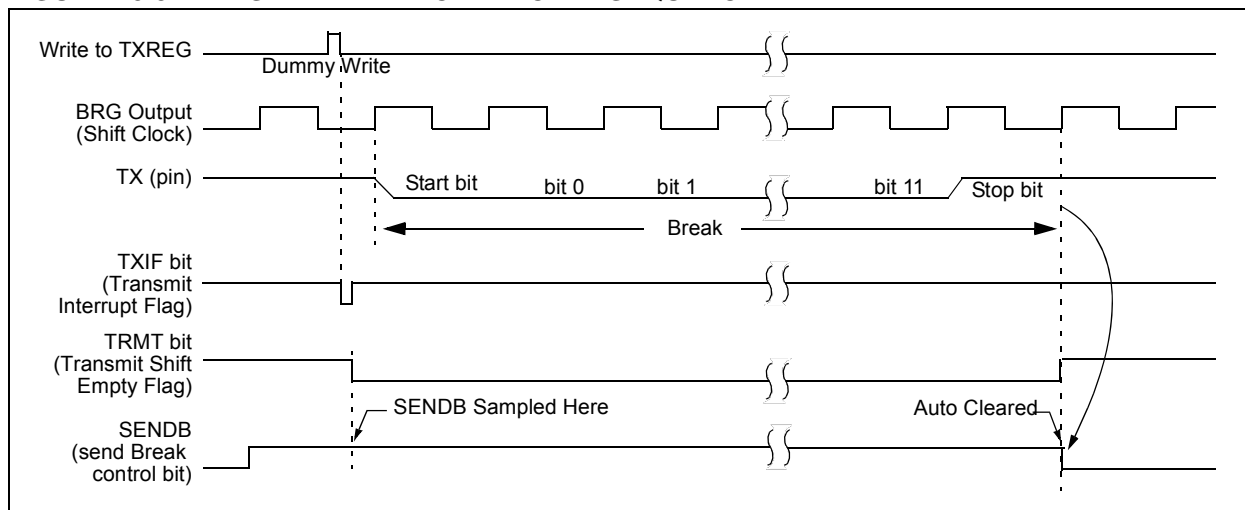 Write to TXREG
Dummy Write
BRG Output
(Shift Clock)
TX (pin)
Start bit
bit 0
bit 1
bit 11
Stop bit
Break
TXIF bit
(Transmit
Interrupt Flag)
TRMT bit
(Transmit Shift
Empty Flag)
SENDB Sampled Here
Auto Cleared
SENDB
(send Break
control bit)